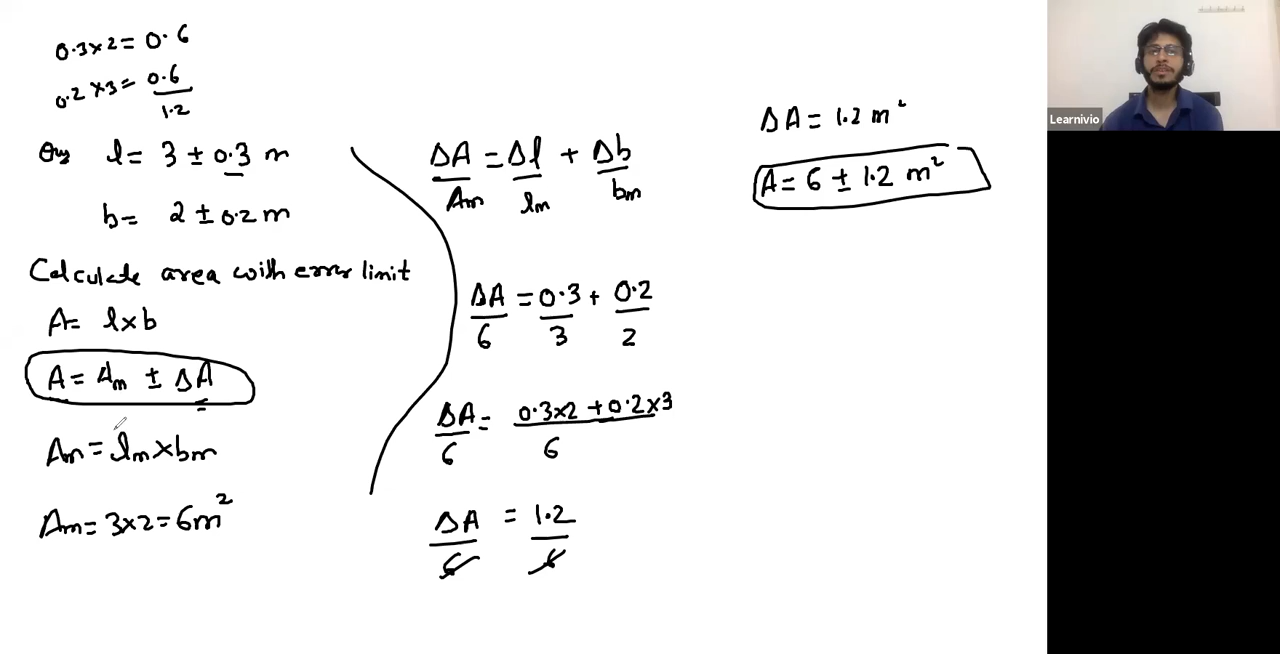 0.3×2 = 0.6
0.2×3 = 0.6
1.2
Qus l = 3 ± 0.3 m
b = 2 ± 0.2 m
Calculate area with error limit
A = l×b
A = Am ± ΔA
Am = lm×bm
Am = 3×2 = 6m²
ΔA/Am = Δl/lm + Δb/bm
ΔA/6 = 0.3/3 + 0.2/2
ΔA/6 = 0.3×2 + 0.2×3/6
ΔA/6 = 1.2/6
ΔA = 1.2 m²
A = 6 ± 1.2 m²
Learnivio